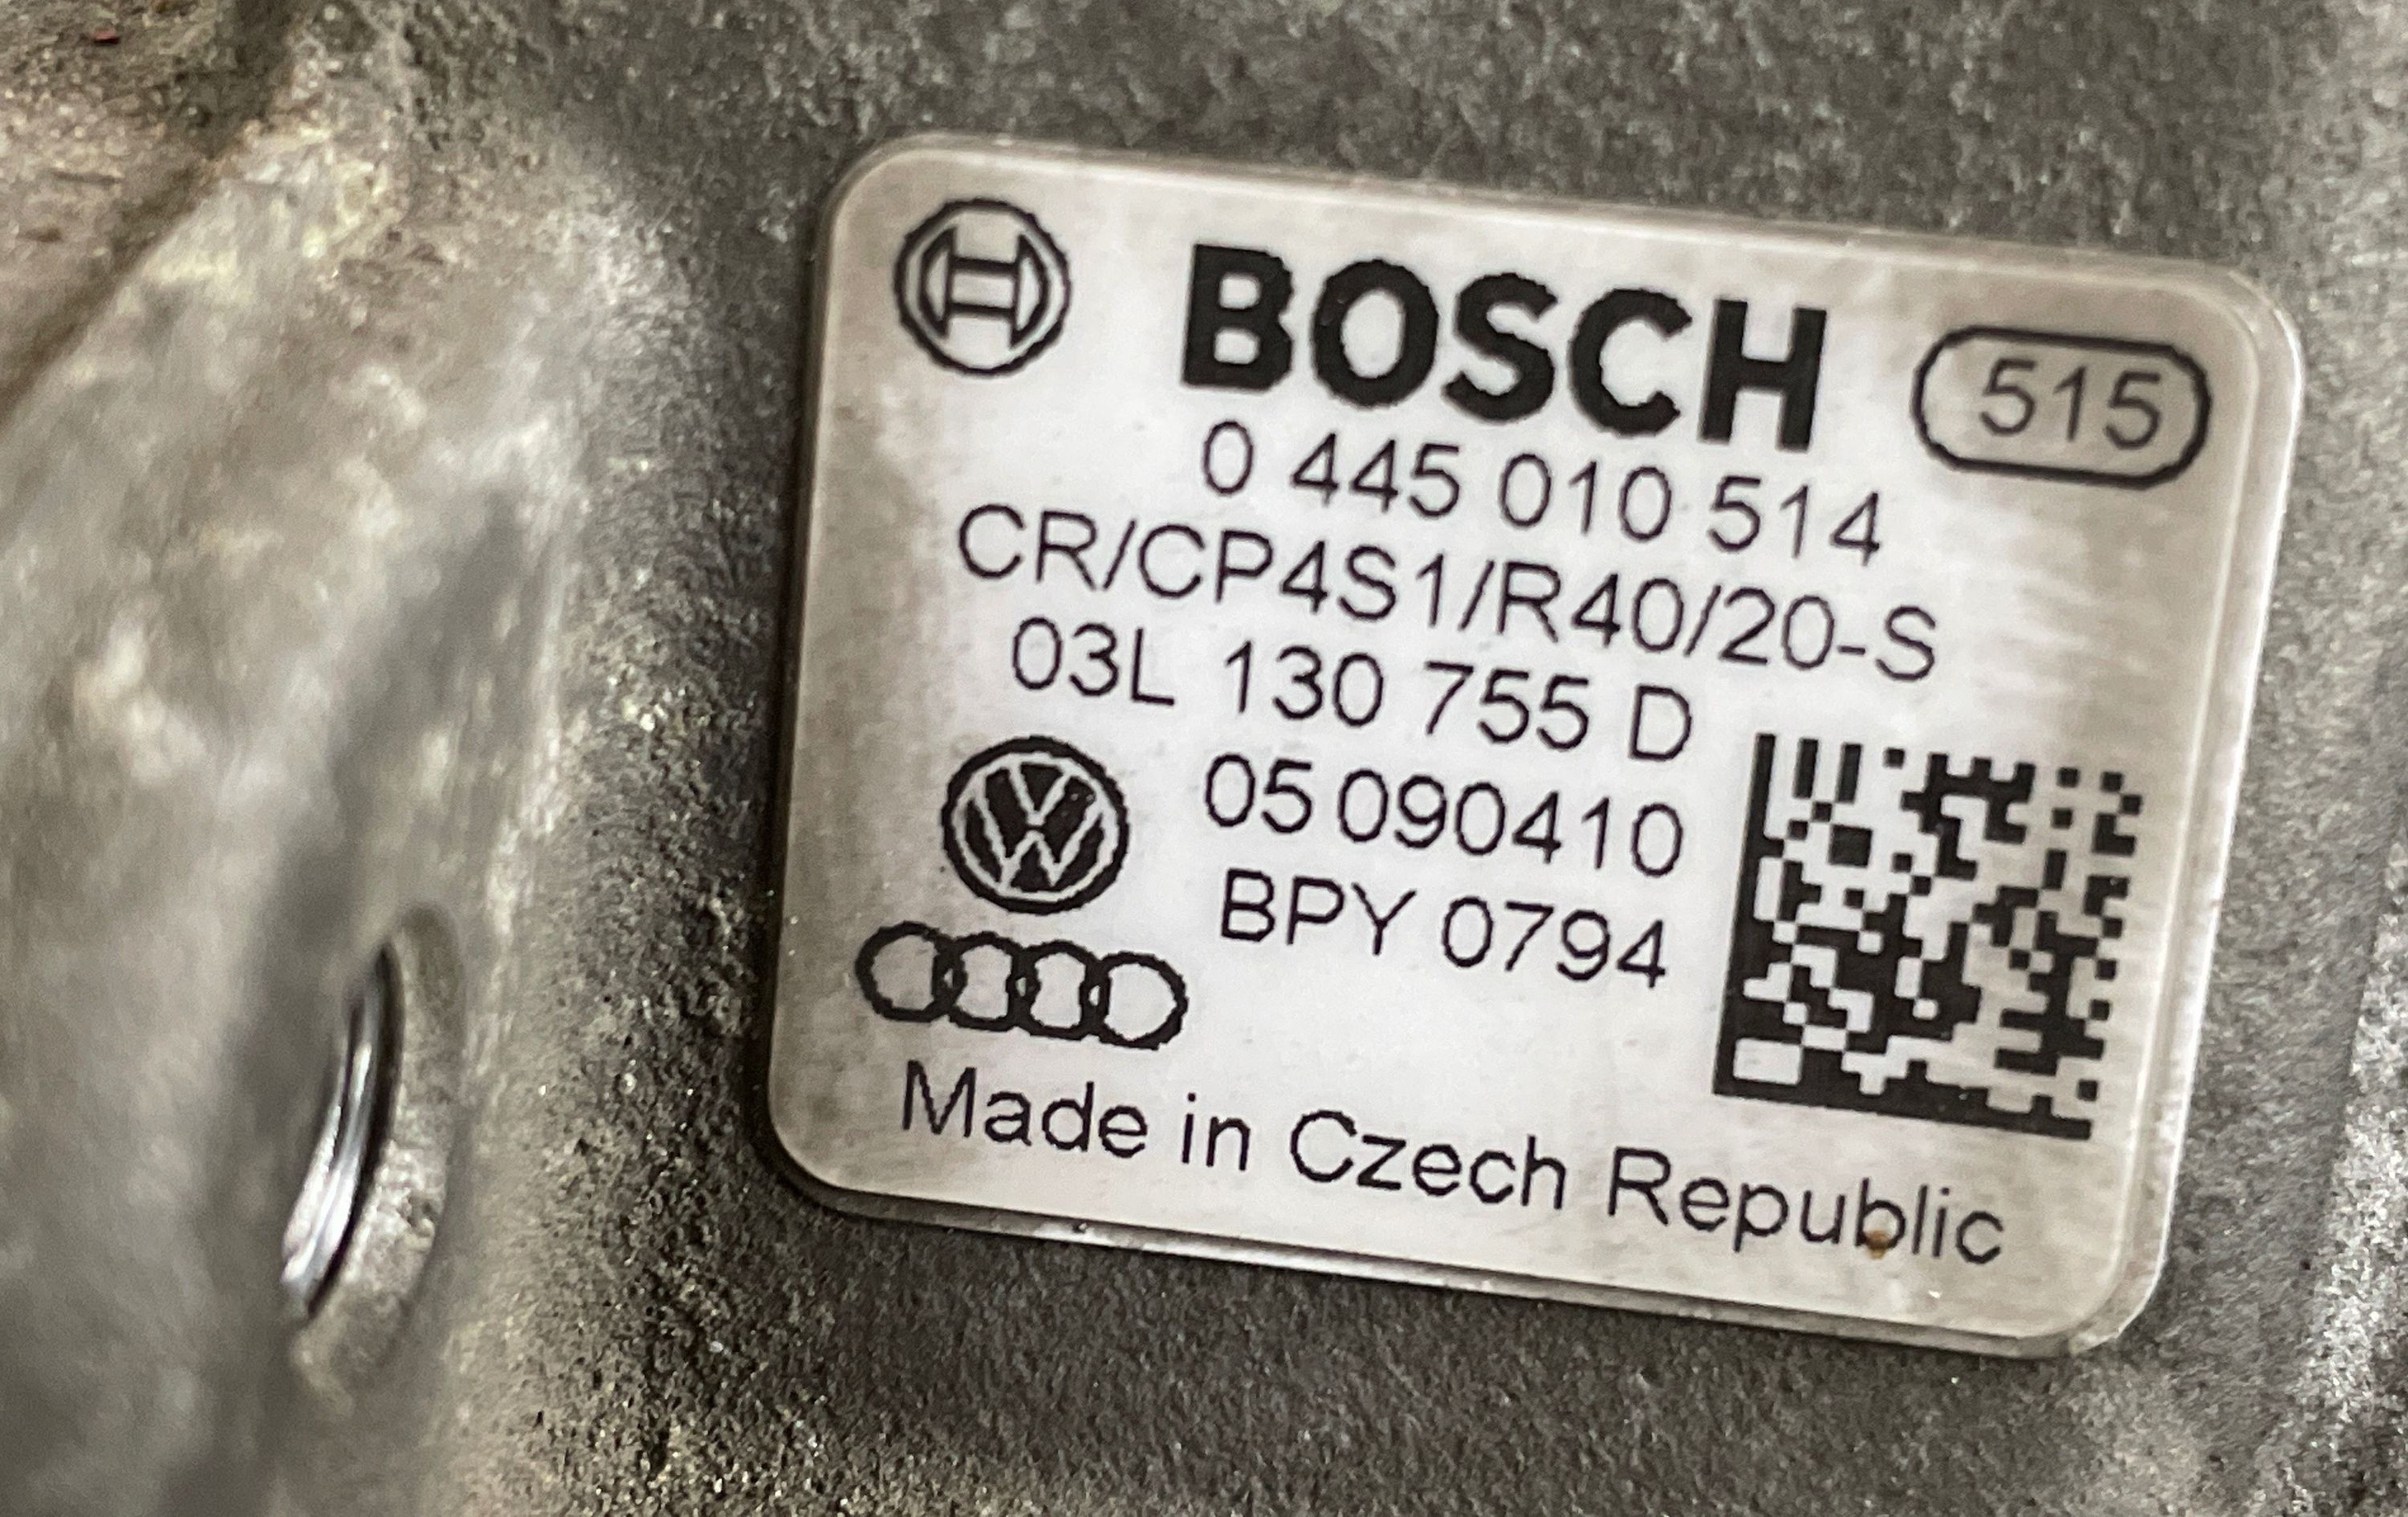 BOSCH 515
0 445 010 514
CR/CP4S1/R40/20-S
03L 130 755 D
05 090410
BPY 0794
Made in Czech Republic